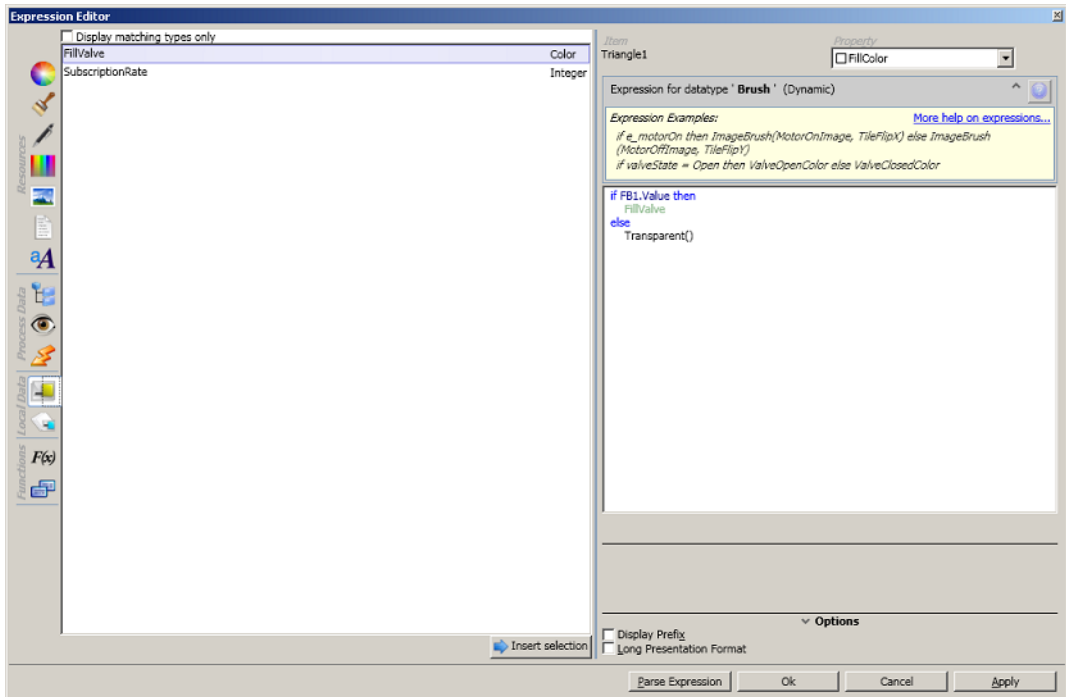 Expression Editor
Display matching types only
FillValve Color
SubscriptionRate Integer
Resources
aA
Process Data
Local Data
Functions
F(x)
Insert selection
Item
Triangle1
Property
FillColor
Expression for datatype ' Brush ' (Dynamic)
Expression Examples:
More help on expressions...
if e_motorOn then ImageBrush(MotorOnImage, TileFlipX) else ImageBrush
(MotorOffImage, TileFlipY)
if valveState = Open then ValveOpenColor else ValveClosedColor
if FB1.Value then
FillValve
else
Transparent()
Options
Display Prefix
Long Presentation Format
Parse Expression
Ok
Cancel
Apply